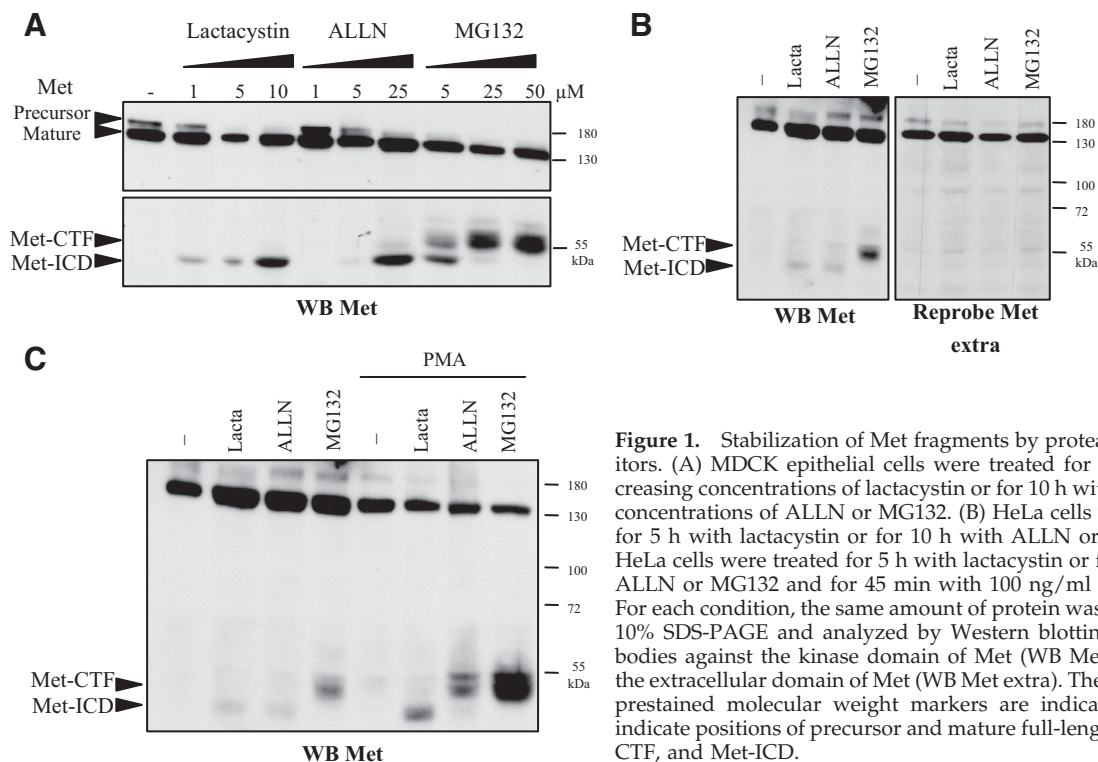 A
Lactacystin ALLN MG132
Met - 1 5 10 1 5 25 5 25 50 μM
Precursor
Mature
180
130
Met-CTF
Met-ICD
55
kDa
WB Met
B
– Lacta ALLN MG132 – Lacta ALLN MG132
180
130
100
72
55
kDa
Met-CTF
Met-ICD
WB Met
Reprobe Met
extra
C
PMA
– Lacta ALLN MG132 – Lacta ALLN MG132
180
130
100
72
55
kDa
Met-CTF
Met-ICD
WB Met
Figure 1. Stabilization of Met fragments by protea
itors. (A) MDCK epithelial cells were treated for
creasing concentrations of lactacystin or for 10 h wit
concentrations of ALLN or MG132. (B) HeLa cells
for 5 h with lactacystin or for 10 h with ALLN or
HeLa cells were treated for 5 h with lactacystin or f
ALLN or MG132 and for 45 min with 100 ng/ml
For each condition, the same amount of protein was
10% SDS-PAGE and analyzed by Western blottin
bodies against the kinase domain of Met (WB Me
the extracellular domain of Met (WB Met extra). The
prestained molecular weight markers are indica
indicate positions of precursor and mature full-leng
CTF, and Met-ICD.